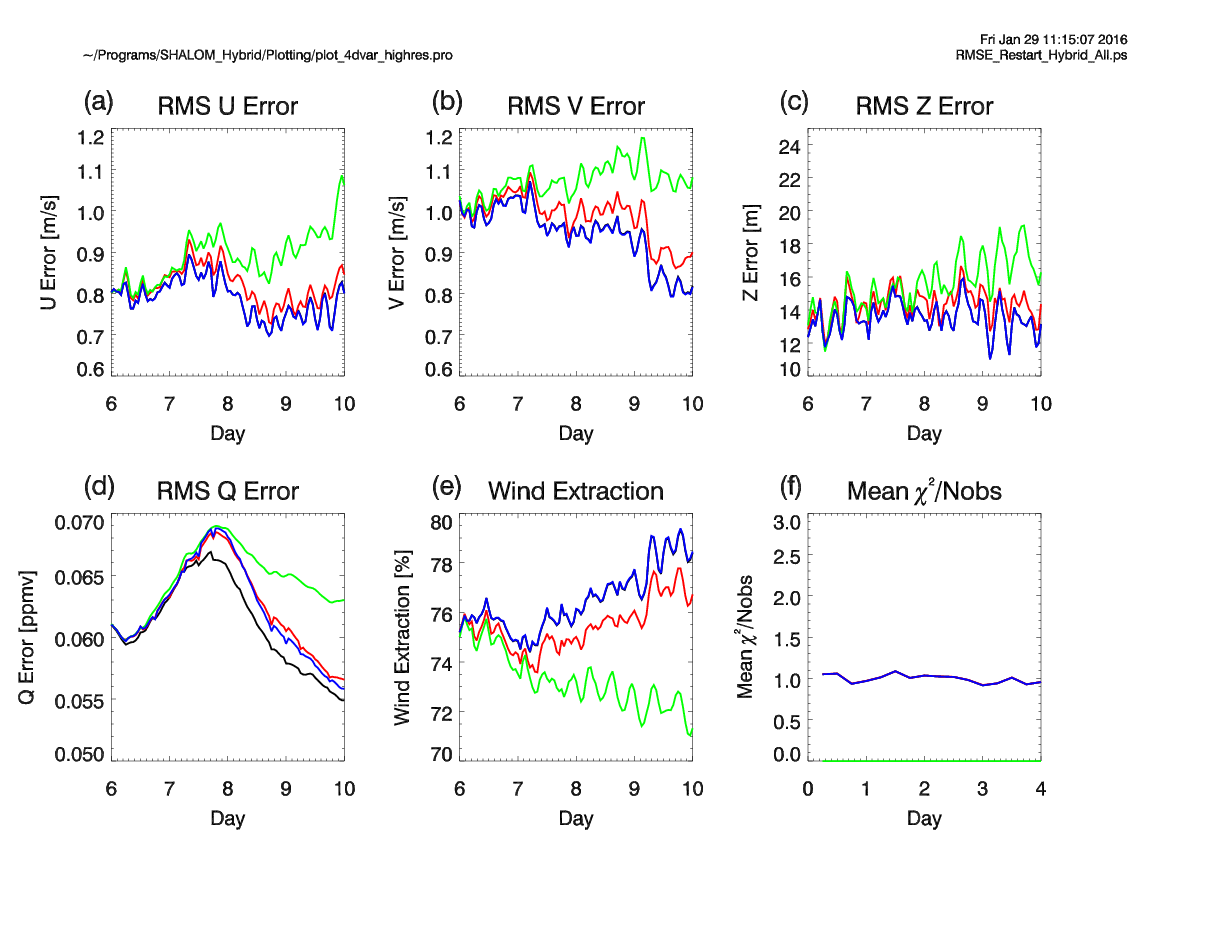 Fri Jan 29 11:15:07 2016
~/Programs/SHALOM_Hybrid/Plotting/plot_4dvar_highres.pro
RMSE_Restart_Hybrid_All.ps
(a) RMS U Error
1.2
1.1
1.0
0.9
0.8
0.7
0.6
U Error [m/s]
6 7 8 9 10
Day
(b) RMS V Error
1.2
1.1
1.0
0.9
0.8
0.7
0.6
V Error [m/s]
6 7 8 9 10
Day
(c) RMS Z Error
24
22
20
18
16
14
12
10
Z Error [m]
6 7 8 9 10
Day
(d) RMS Q Error
0.070
0.065
0.060
0.055
0.050
Q Error [ppmv]
6 7 8 9 10
Day
(e) Wind Extraction
80
78
76
74
72
70
Wind Extraction [%]
6 7 8 9 10
Day
(f) Mean χ²/Nobs
3.0
2.5
2.0
1.5
1.0
0.5
0.0
Mean χ²/Nobs
0 1 2 3 4
Day